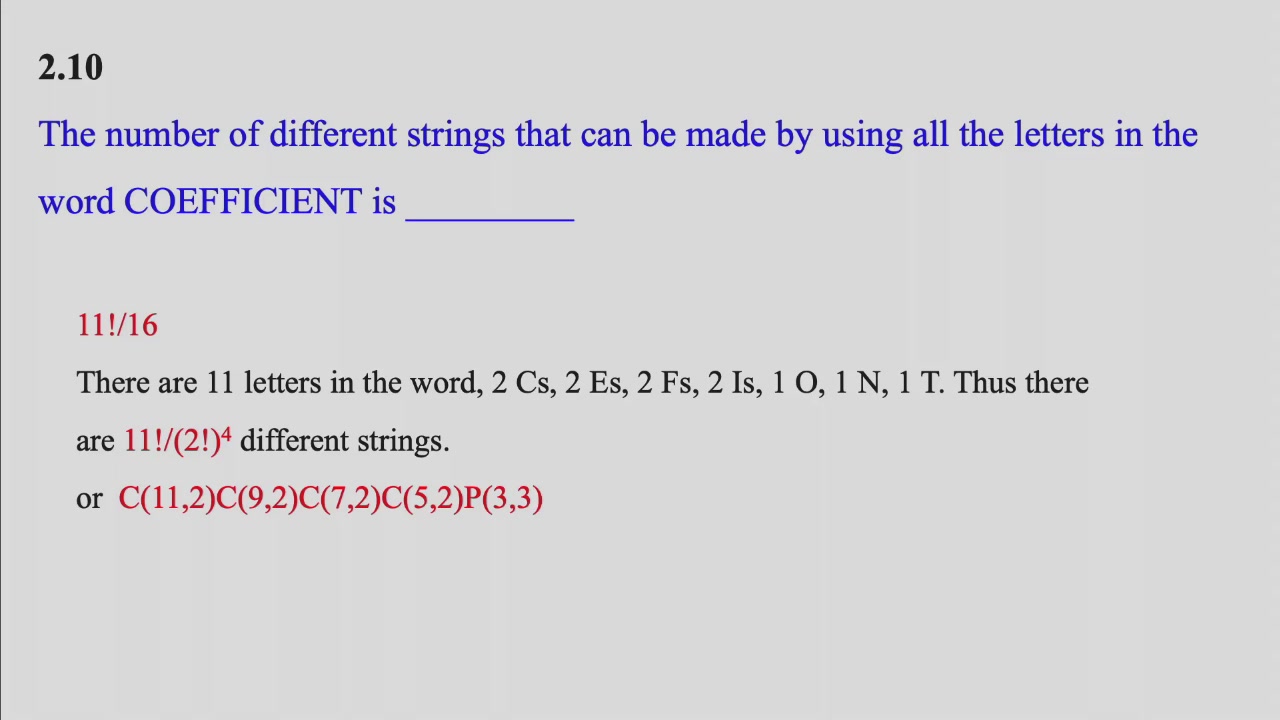 2.10
The number of different strings that can be made by using all the letters in the
word COEFFICIENT is _________
11!/16
There are 11 letters in the word, 2 Cs, 2 Es, 2 Fs, 2 Is, 1 O, 1 N, 1 T. Thus there
are 11!/(2!)⁴ different strings.
or C(11,2)C(9,2)C(7,2)C(5,2)P(3,3)